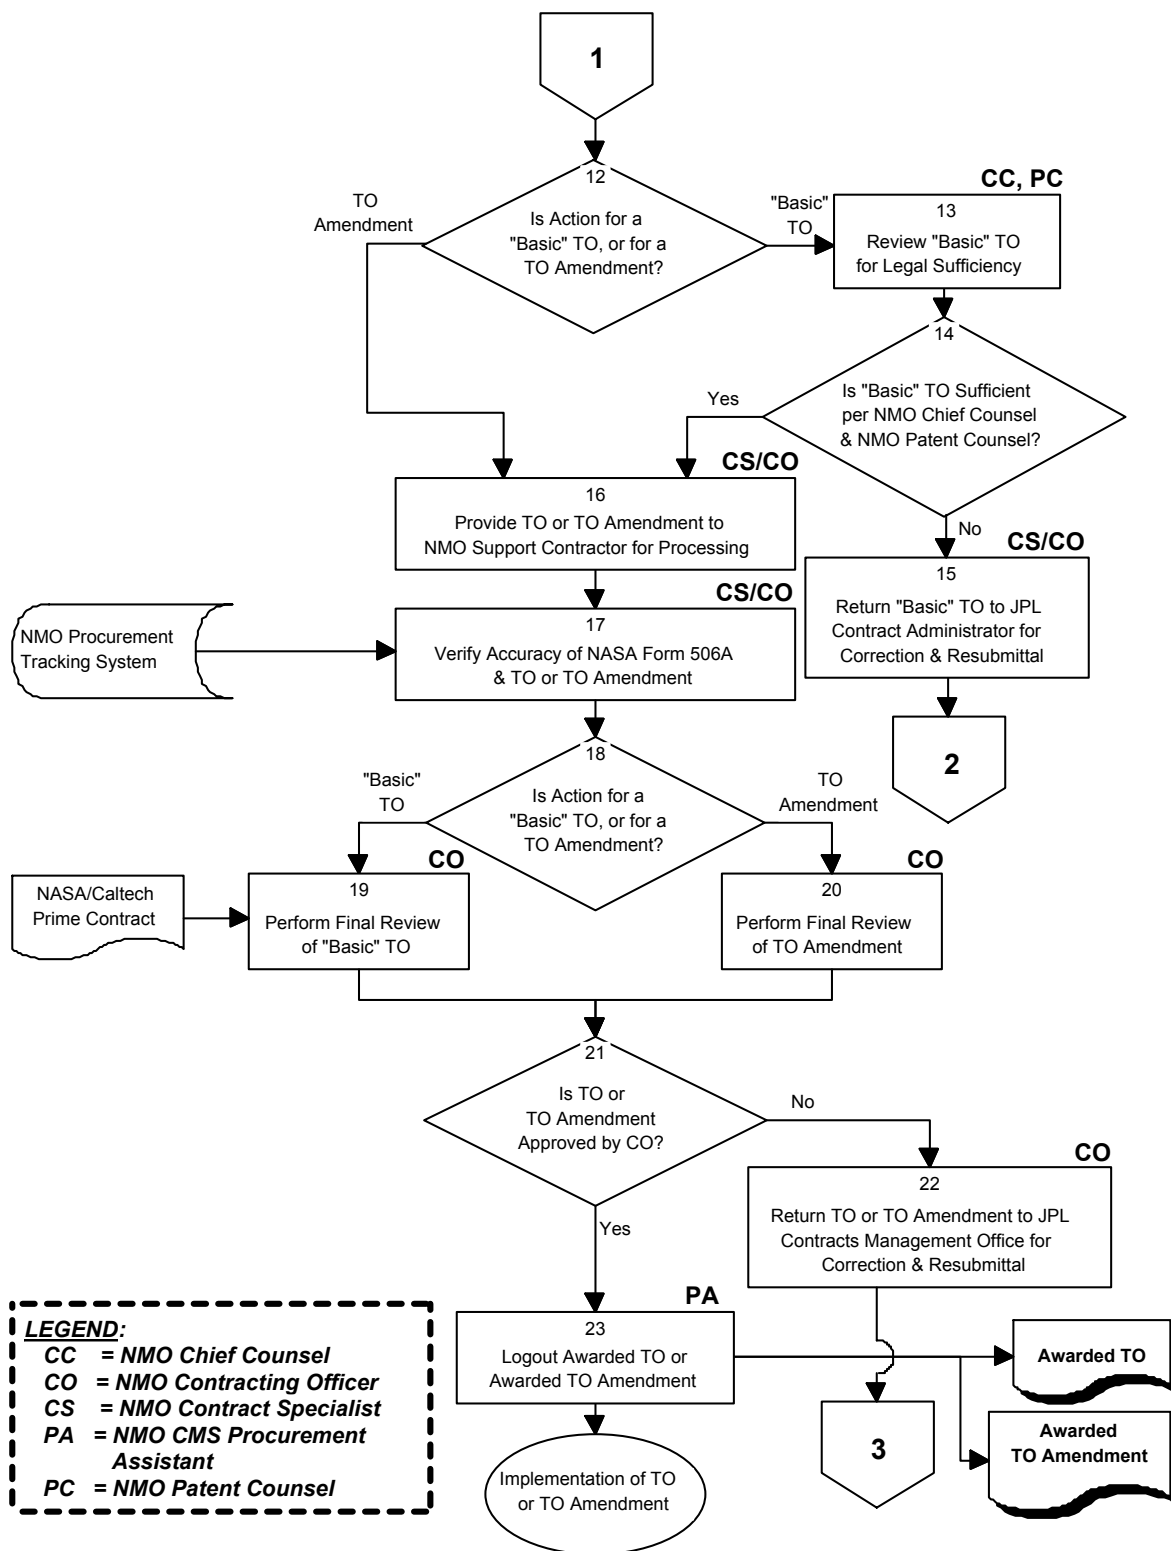 1
12
Is Action for a
"Basic" TO, or for a
TO Amendment?
TO
Amendment
"Basic"
TO
CC, PC
13
Review "Basic" TO
for Legal Sufficiency
14
Is "Basic" TO Sufficient
per NMO Chief Counsel
& NMO Patent Counsel?
Yes
No
CS/CO
16
Provide TO or TO Amendment to
NMO Support Contractor for Processing
CS/CO
15
Return "Basic" TO to JPL
Contract Administrator for
Correction & Resubmittal
2
NMO Procurement
Tracking System
CS/CO
17
Verify Accuracy of NASA Form 506A
& TO or TO Amendment
18
Is Action for a
"Basic" TO, or for a
TO Amendment?
"Basic"
TO
TO
Amendment
NASA/Caltech
Prime Contract
CO
19
Perform Final Review
of "Basic" TO
CO
20
Perform Final Review
of TO Amendment
21
Is TO or
TO Amendment
Approved by CO?
No
Yes
CO
22
Return TO or TO Amendment to JPL
Contracts Management Office for
Correction & Resubmittal
3
PA
23
Logout Awarded TO or
Awarded TO Amendment
Awarded TO
Awarded
TO Amendment
Implementation of TO
or TO Amendment
LEGEND:
CC = NMO Chief Counsel
CO = NMO Contracting Officer
CS = NMO Contract Specialist
PA = NMO CMS Procurement
Assistant
PC = NMO Patent Counsel